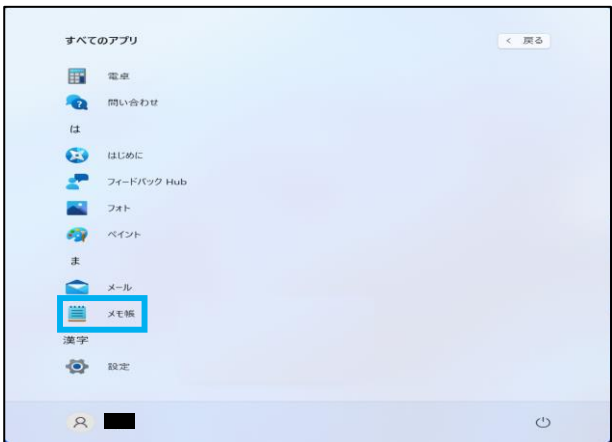 すべてのアプリ
< 戻る
電卓
問い合わせ
は
はじめに
フィードバック Hub
フォト
ペイント
ま
メール
メモ帳
漢字
設定